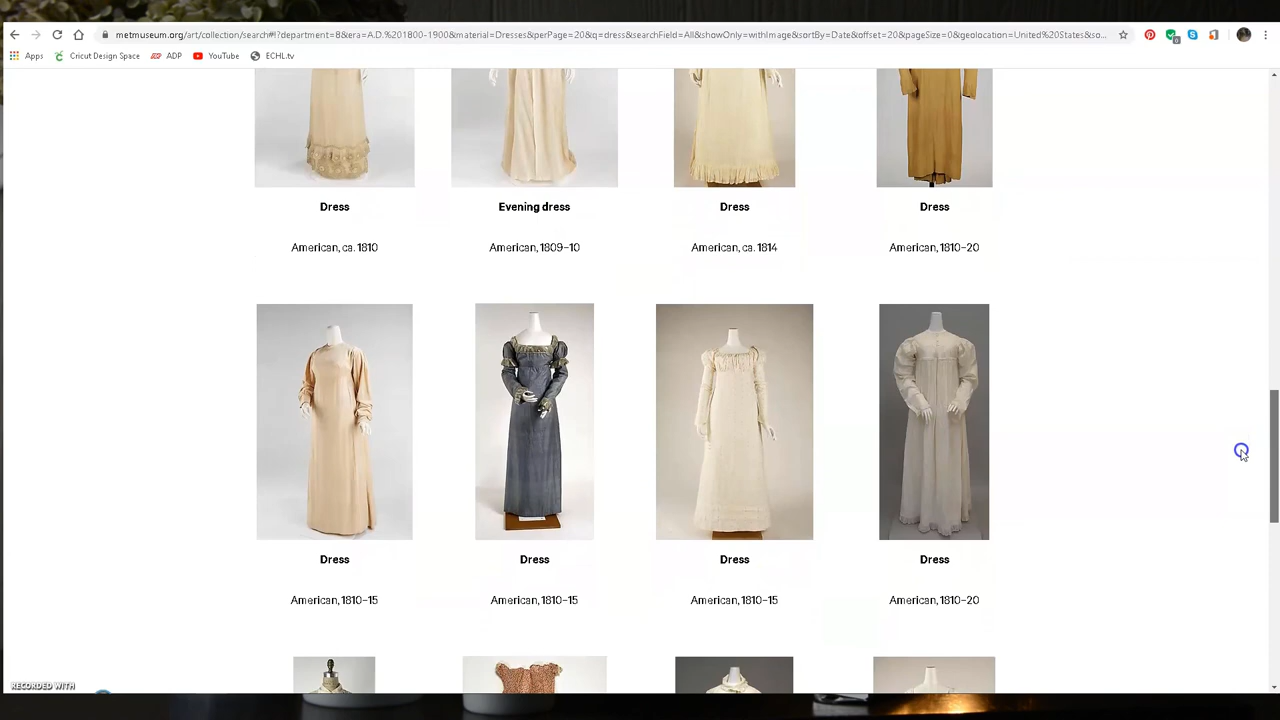 metmuseum.org/art/collection/search#!?department=8&era=A.D.%201800-1900&material=Dresses&perPage=20&q=dress&searchField=All&showOnly=withImage&sortBy=Date&offset=20&pageSize=0&geolocation=United%20States&so...
Apps Cricut Design Space ADP YouTube ECHL.tv
Dress Evening dress Dress Dress
American, ca. 1810 American, 1809–10 American, ca. 1814 American, 1810–20
Dress Dress Dress Dress
American, 1810–15 American, 1810–15 American, 1810–15 American, 1810–20
RECORDED WITH